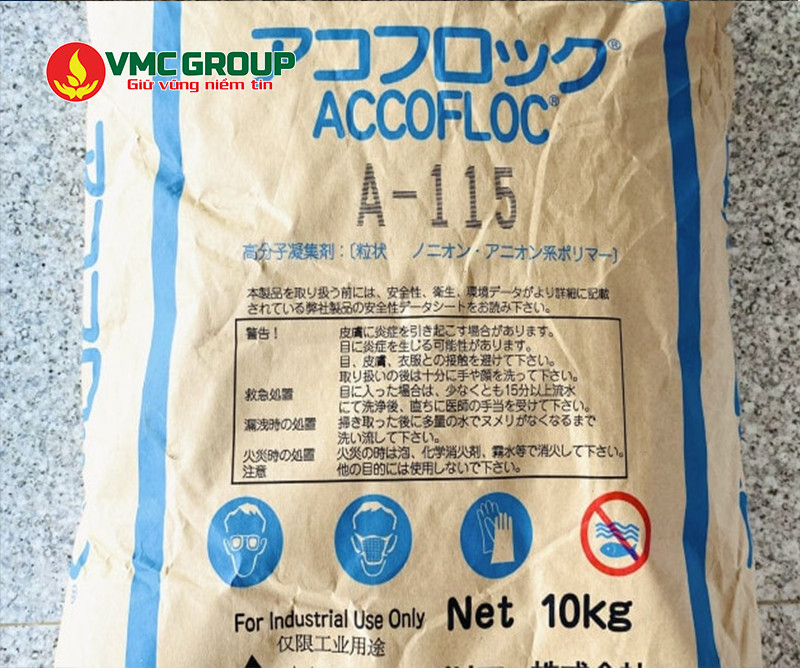 VMC GROUP
Giữ vững niềm tin
アコフロック®
ACCOFLOC®
A-115
高分子凝集剤:〔粒状 ノニオン・アニオン系ポリマー〕
本製品を取り扱う前には、安全性、衛生、環境データがより詳細に記載
されている弊社製品の安全性データシートをお読み下さい。
警告! 皮膚に炎症を引き起こす場合があります。
目に炎症を生じる可能性があります。
目、皮膚、衣服との接触を避けて下さい。
取り扱いの後は十分に手や顔を洗って下さい。
救急処置 目に入った場合は、少なくとも15分以上流水
にて洗浄後、直ちに医師の手当を受けて下さい。
漏洩時の処置 掃き取った後に多量の水でヌメリがなくなるまで
洗い流して下さい。
火災時の処置 火災の時は泡、化学消火剤、霧水等で消火して下さい。
注意 他の目的には使用しないで下さい。
For Industrial Use Only Net 10kg
仅限工业用途
株式会社